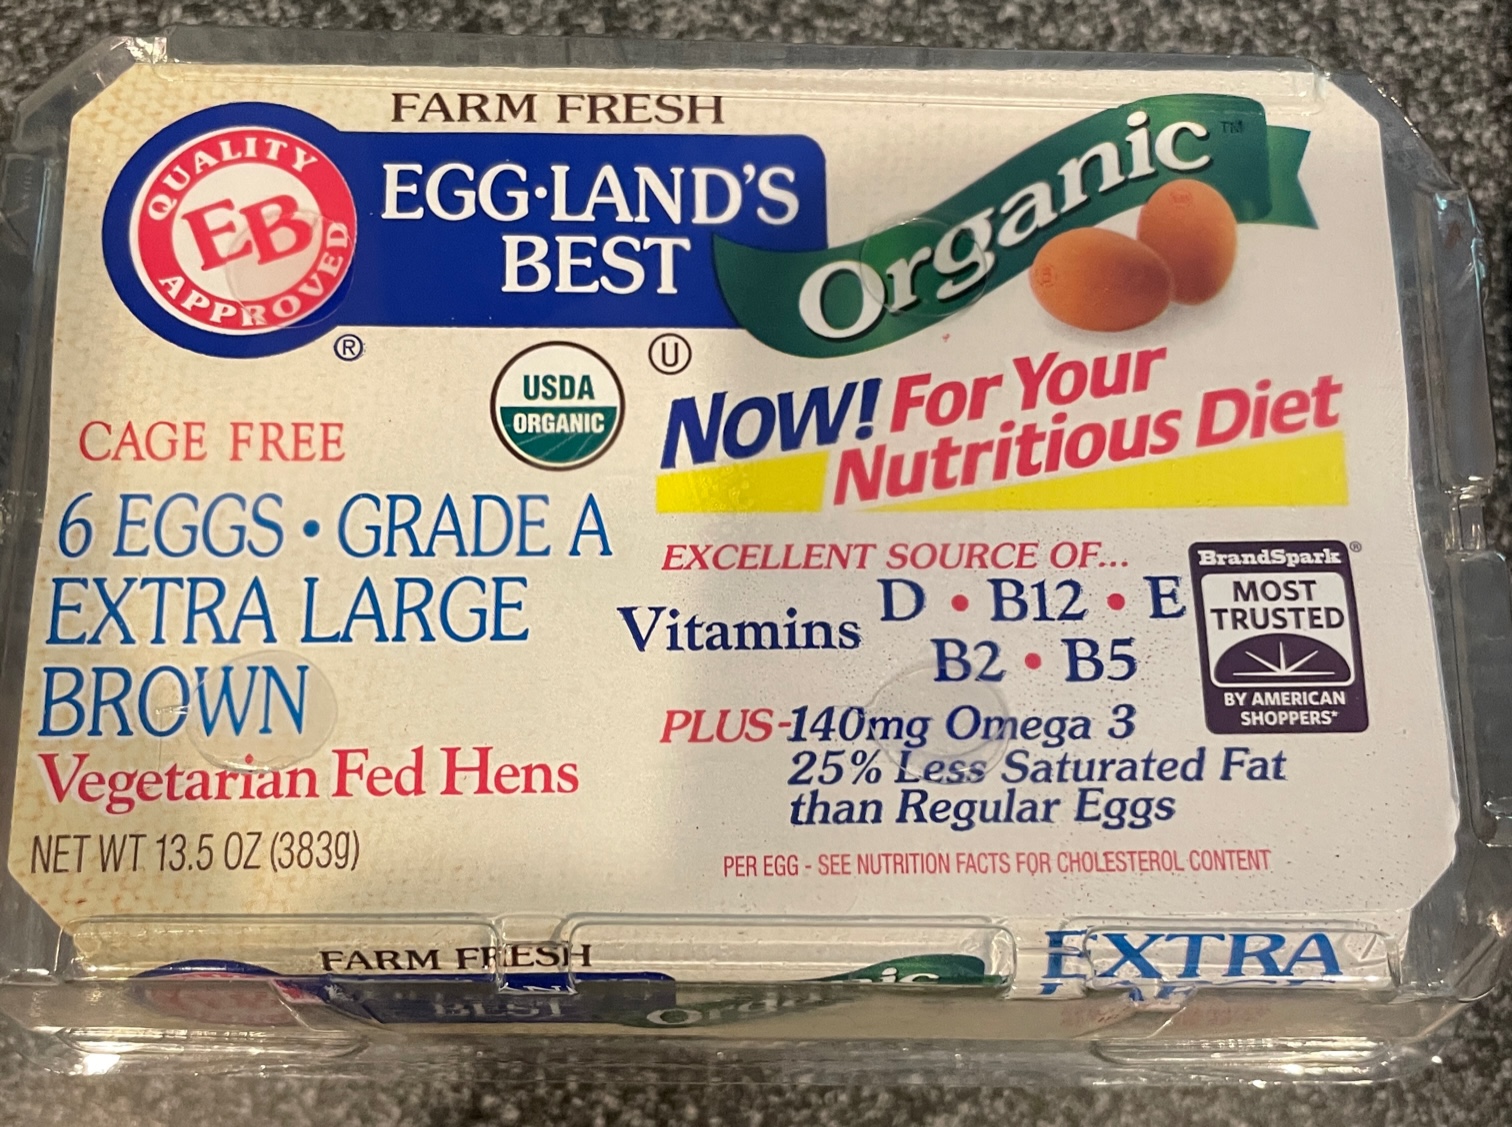 FARM FRESH
QUALITY
EB
APPROVED
®
EGG·LAND'S
BEST
Organic™
USDA
ORGANIC
U
NOW! For Your
Nutritious Diet
CAGE FREE
6 EGGS • GRADE A
EXTRA LARGE
BROWN
Vegetarian Fed Hens
NET WT 13.5 OZ (383g)
EXCELLENT SOURCE OF...
Vitamins D • B12 • E
B2 • B5
PLUS-140mg Omega 3
25% Less Saturated Fat
than Regular Eggs
PER EGG - SEE NUTRITION FACTS FOR CHOLESTEROL CONTENT
BrandSpark®
MOST
TRUSTED
BY AMERICAN
SHOPPERS*
FARM FRESH
BEST
Organic
EXTRA